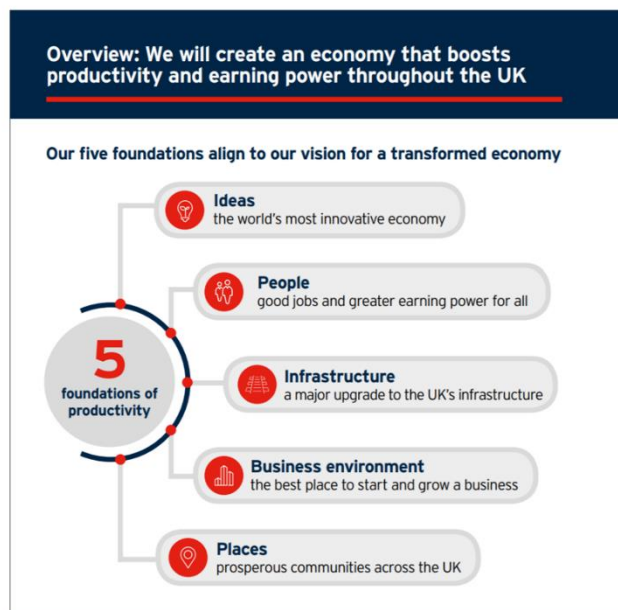 Overview: We will create an economy that boosts
productivity and earning power throughout the UK
Our five foundations align to our vision for a transformed economy
Ideas
the world's most innovative economy
People
good jobs and greater earning power for all
5
foundations of
productivity
Infrastructure
a major upgrade to the UK's infrastructure
Business environment
the best place to start and grow a business
Places
prosperous communities across the UK